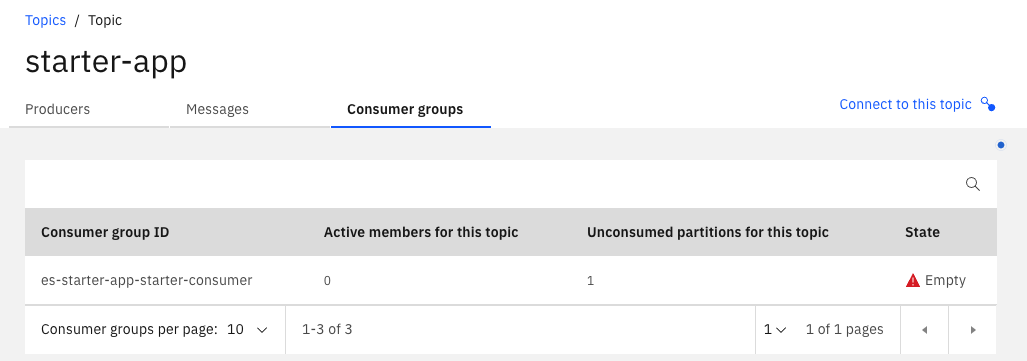 Topics / Topic
starter-app
Producers Messages Consumer groups Connect to this topic
Consumer group ID Active members for this topic Unconsumed partitions for this topic State
es-starter-app-starter-consumer 0 1 Empty
Consumer groups per page: 10 1-3 of 3 1 1 of 1 pages